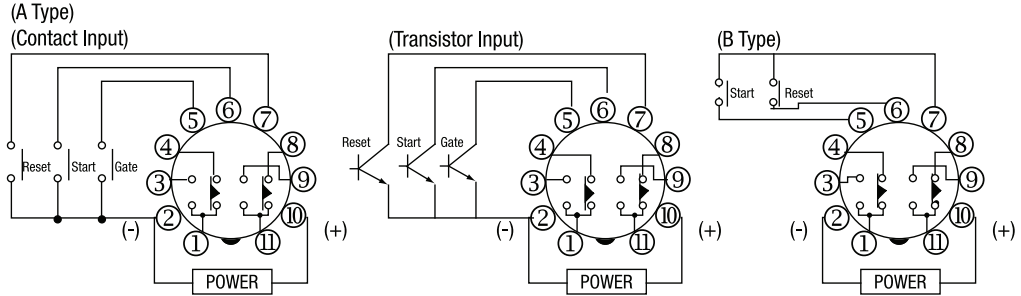 (A Type)
(Contact Input)
Reset Start Gate
5 6 7
4 8
3 9
2 10
1 11
(-) (+)
POWER
(Transistor Input)
Reset Start Gate
5 6 7
4 8
3 9
2 10
1 11
(-) (+)
POWER
(B Type)
Start Reset
5 6 7
4 8
3 9
2 10
1 11
(-) (+)
POWER